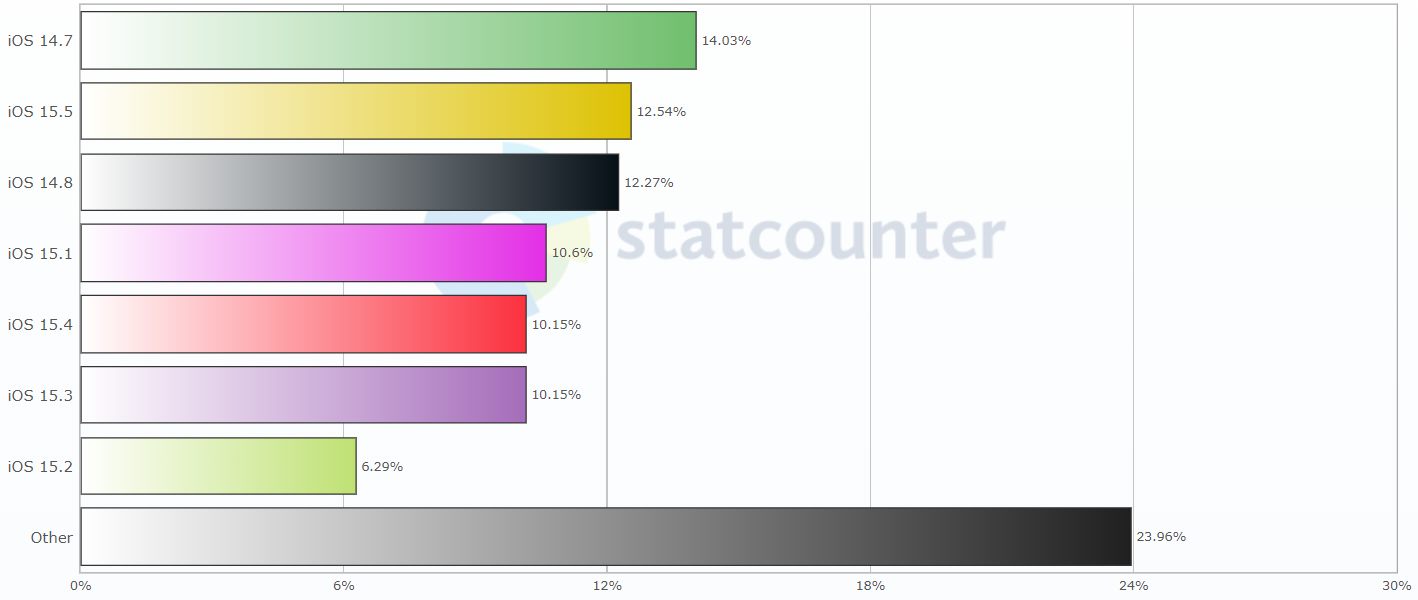 iOS 14.7 14.03%
iOS 15.5 12.54%
iOS 14.8 12.27%
statcounter
iOS 15.1 10.6%
iOS 15.4 10.15%
iOS 15.3 10.15%
iOS 15.2 6.29%
Other 23.96%
0% 6% 12% 18% 24% 30%